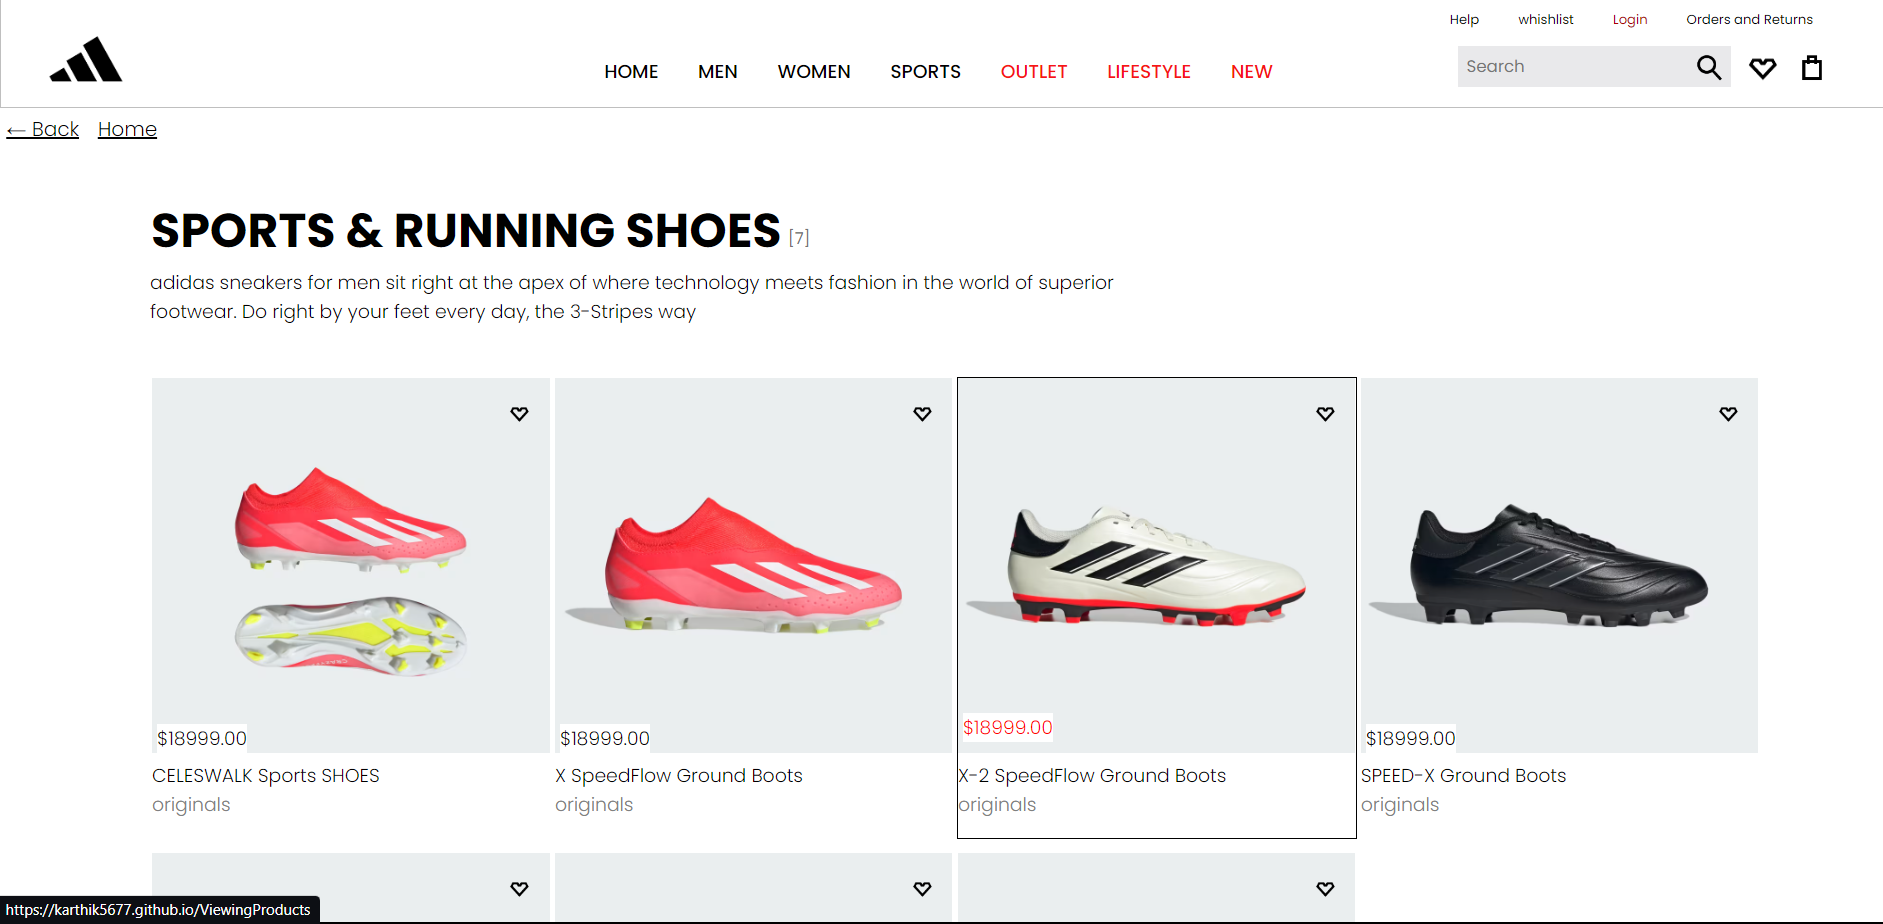 Help whishlist Login Orders and Returns
HOME MEN WOMEN SPORTS OUTLET LIFESTYLE NEW
Search
← Back Home
SPORTS & RUNNING SHOES [7]
adidas sneakers for men sit right at the apex of where technology meets fashion in the world of superior
footwear. Do right by your feet every day, the 3-Stripes way
$18999.00 $18999.00 $18999.00 $18999.00
CELESWALK Sports SHOES X SpeedFlow Ground Boots X-2 SpeedFlow Ground Boots SPEED-X Ground Boots
originals originals originals originals
https://karthik5677.github.io/ViewingProducts